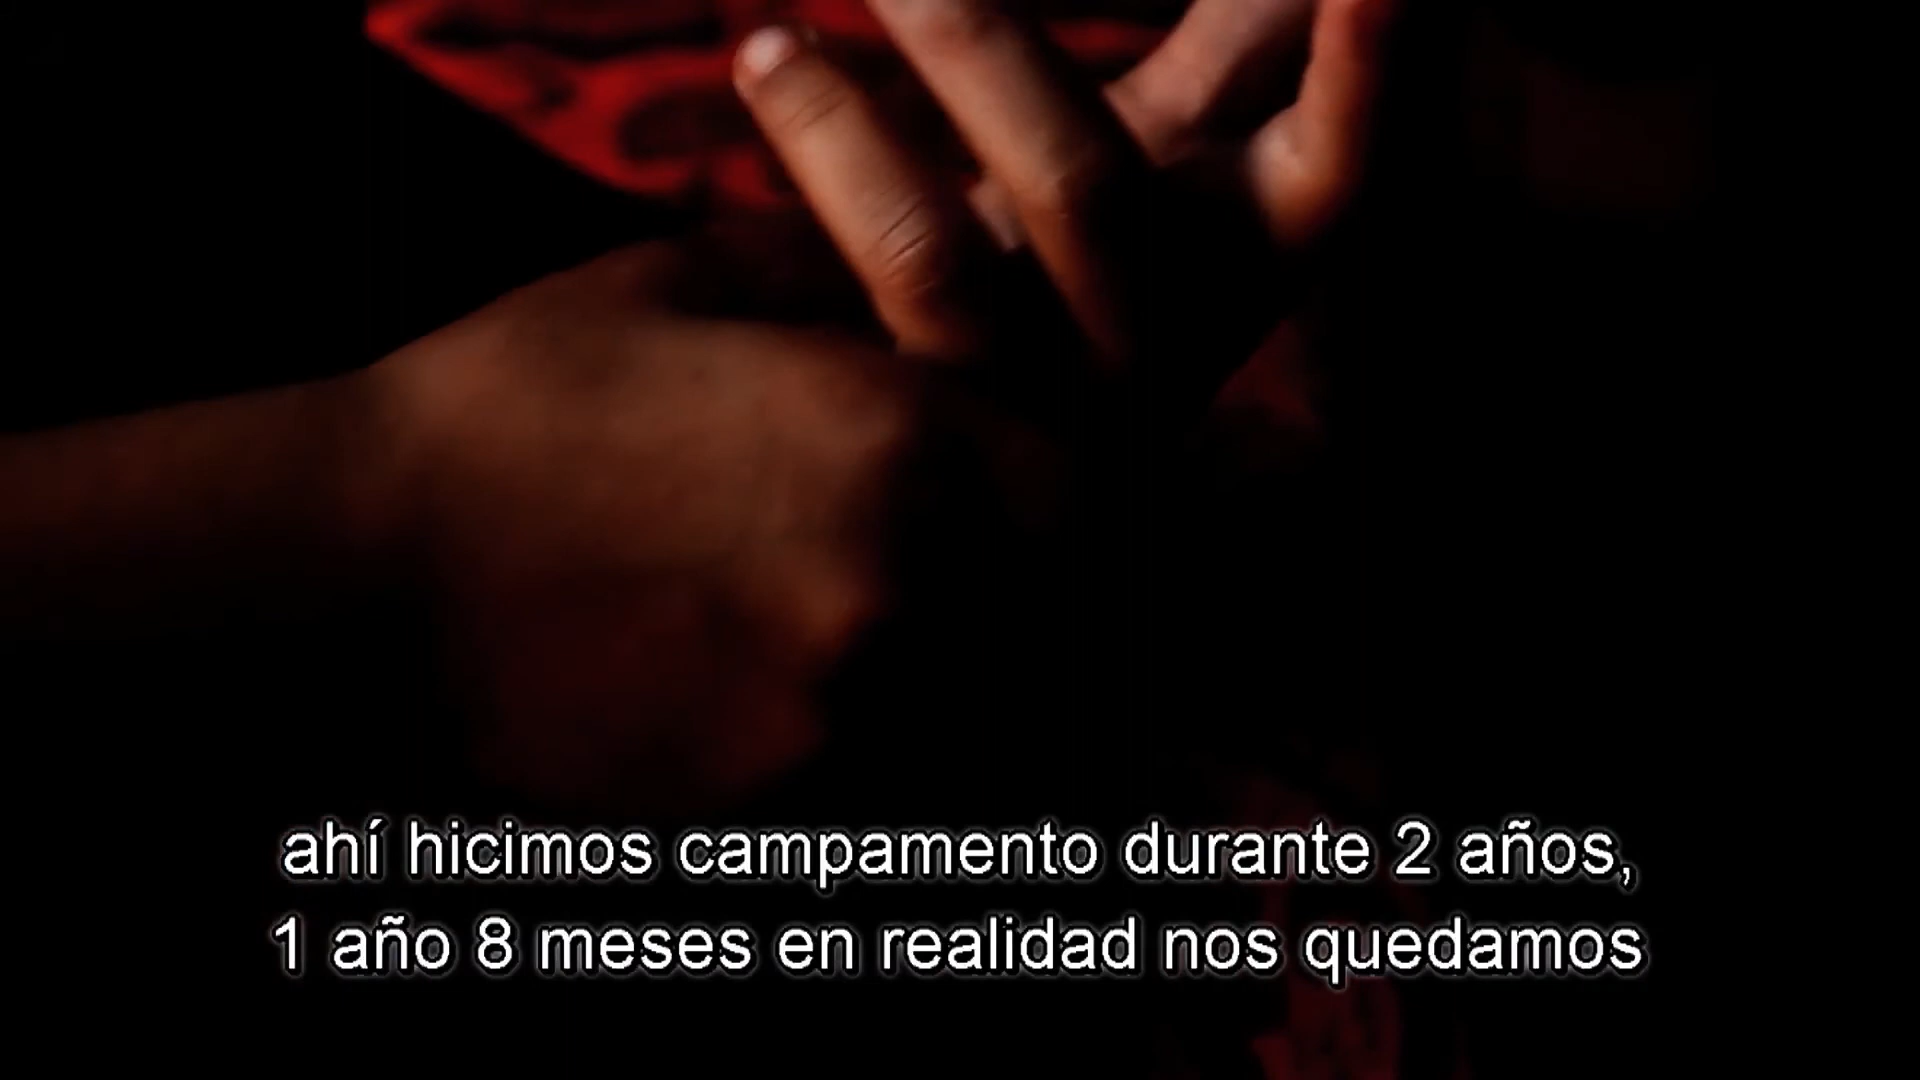 ahí hicimos campamento durante 2 años,
1 año 8 meses en realidad nos quedamos